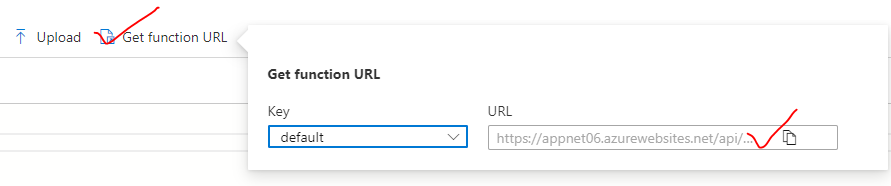 Upload Get function URL
Get function URL
Key URL
default https://appnet06.azurewebsites.net/api/...